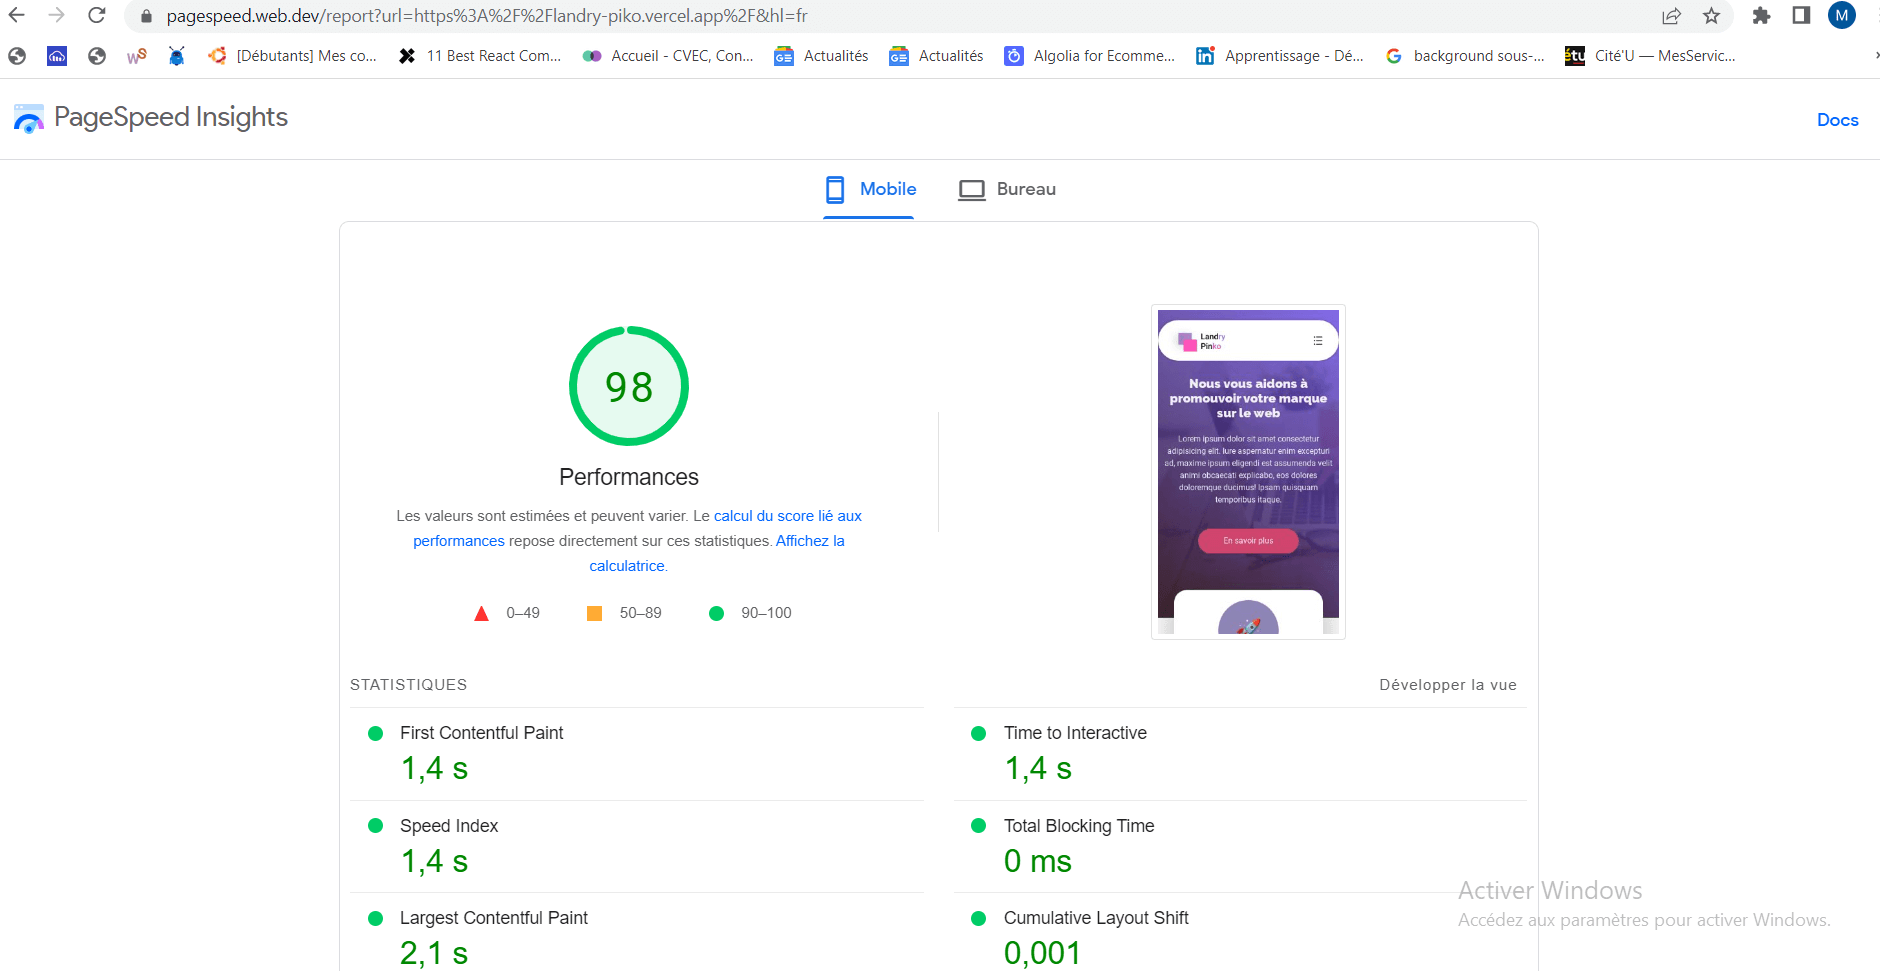 pagespeed.web.dev/report?url=https%3A%2F%2Flandry-piko.vercel.app%2F&hl=fr
M
[Débutants] Mes co...
11 Best React Com...
Accueil - CVEC, Con...
Actualités
Actualités
Algolia for Ecomme...
Apprentissage - Dé...
background sous-...
Cité'U — MesServic...
PageSpeed Insights
Docs
Mobile
Bureau
98
Performances
Les valeurs sont estimées et peuvent varier. Le calcul du score lié aux
performances repose directement sur ces statistiques. Affichez la
calculatrice.
0–49
50–89
90–100
Landry
Pinko
Nous vous aidons à
promouvoir votre marque
sur le web
Lorem ipsum dolor sit amet consectetur
adipisicing elit. Iure aspernatur enim excepturi
ad, maxime ipsum eligendi est assumenda velit
animi obcaecati explicabo, eos dolores
doloremque ducimus! Ipsam quisquam
temporibus itaque.
En savoir plus
STATISTIQUES
Développer la vue
First Contentful Paint
1,4 s
Time to Interactive
1,4 s
Speed Index
1,4 s
Total Blocking Time
0 ms
Largest Contentful Paint
2,1 s
Cumulative Layout Shift
0,001
Activer Windows
Accédez aux paramètres pour activer Windows.